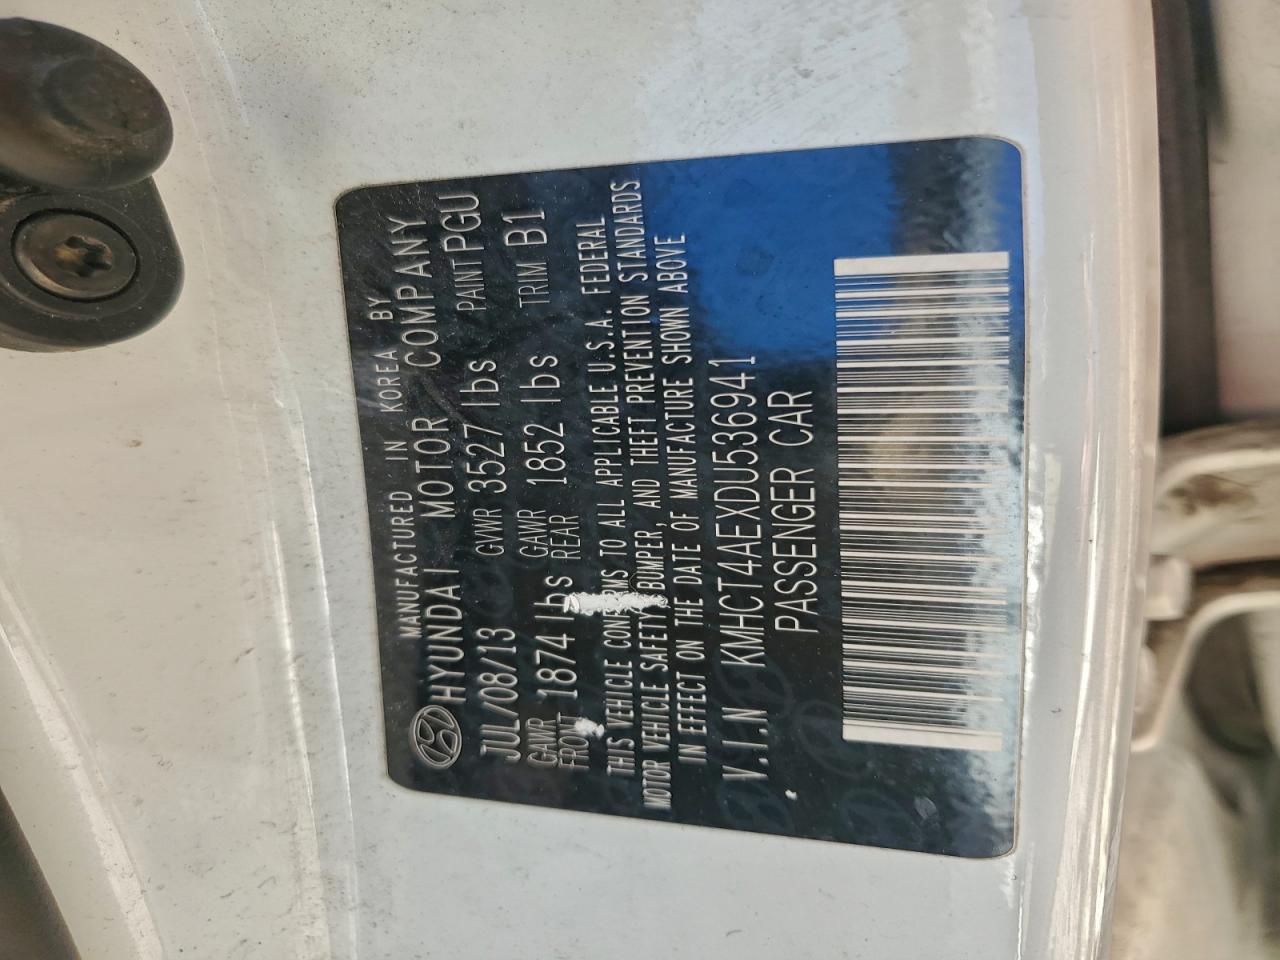 MANUFACTURED IN KOREA BY
HYUNDAI MOTOR COMPANY
JUL/08/13 GVWR 3527 lbs PAINT PGU
GAWR FRONT 1874 lbs GAWR REAR 1852 lbs TRIM B1
THIS VEHICLE CONFORMS TO ALL APPLICABLE U.S.A. FEDERAL
MOTOR VEHICLE SAFETY, BUMPER, AND THEFT PREVENTION STANDARDS
IN EFFECT ON THE DATE OF MANUFACTURE SHOWN ABOVE
V.I.N KMHCT4AEXDU536941
PASSENGER CAR